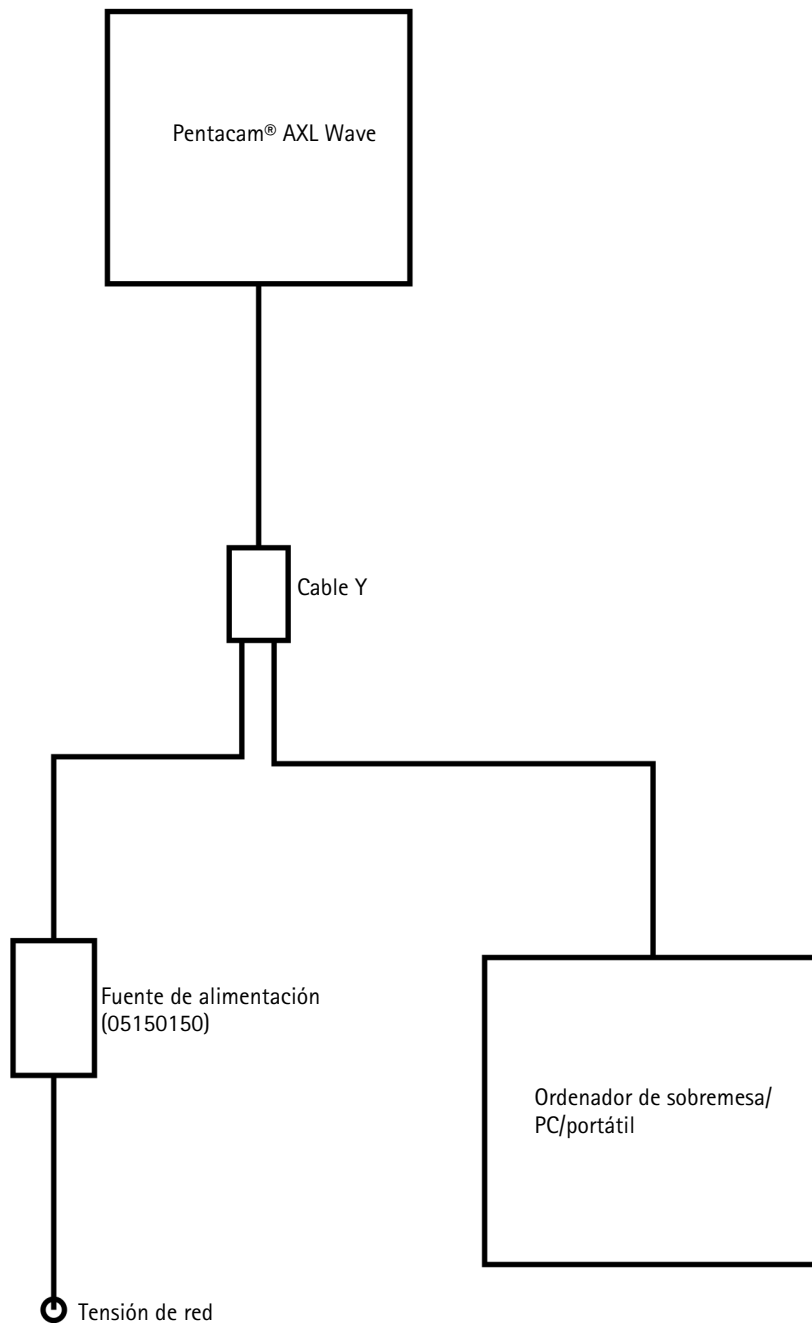 Pentacam® AXL Wave
Cable Y
Fuente de alimentación
(05150150)
Ordenador de sobremesa/
PC/portátil
Tensión de red